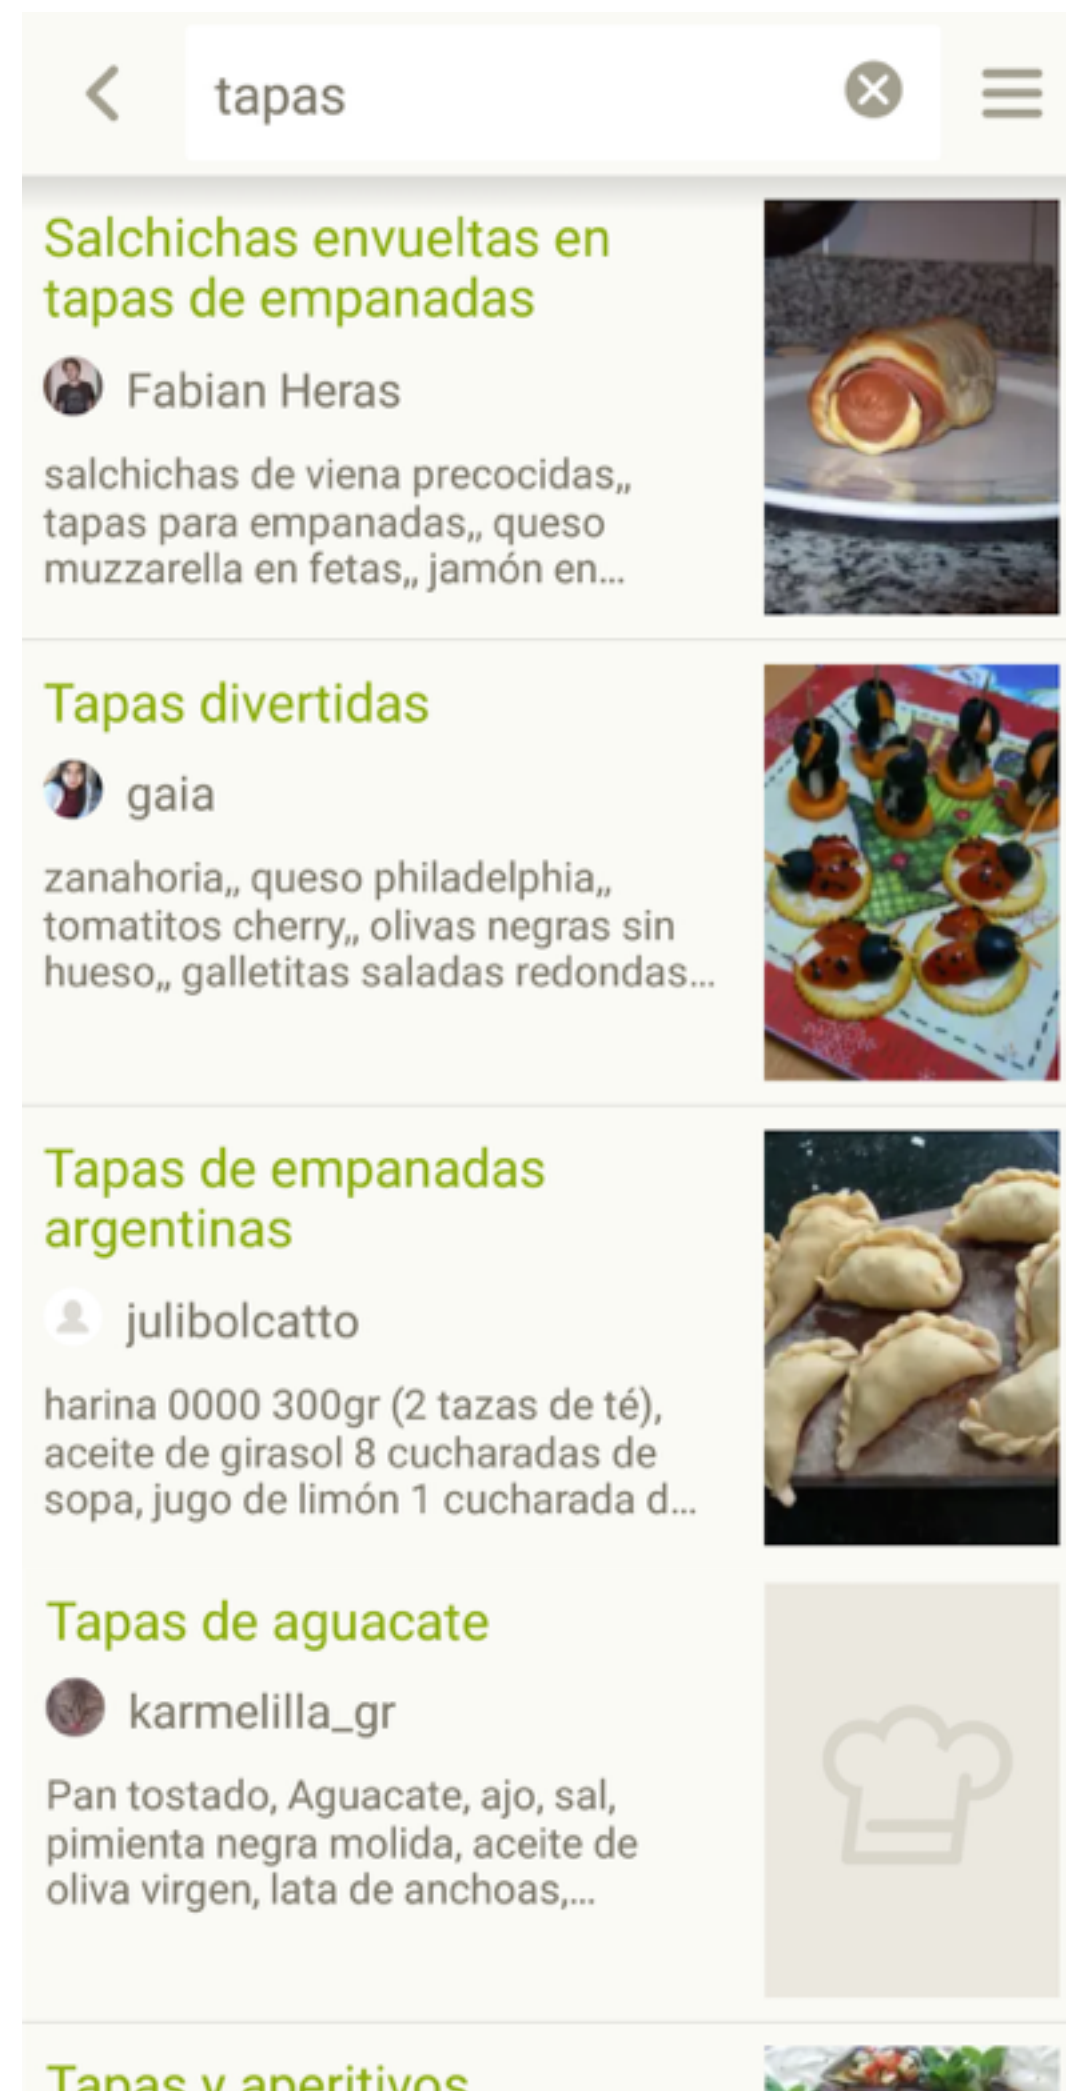 tapas
Salchichas envueltas en
tapas de empanadas
Fabian Heras
salchichas de viena precocidas,,
tapas para empanadas,, queso
muzzarella en fetas,, jamón en...
Tapas divertidas
gaia
zanahoria,, queso philadelphia,,
tomatitos cherry,, olivas negras sin
hueso,, galletitas saladas redondas...
Tapas de empanadas
argentinas
julibolcatto
harina 0000 300gr (2 tazas de té),
aceite de girasol 8 cucharadas de
sopa, jugo de limón 1 cucharada d...
Tapas de aguacate
karmelilla_gr
Pan tostado, Aguacate, ajo, sal,
pimienta negra molida, aceite de
oliva virgen, lata de anchoas,...
Tapas y aperitivos